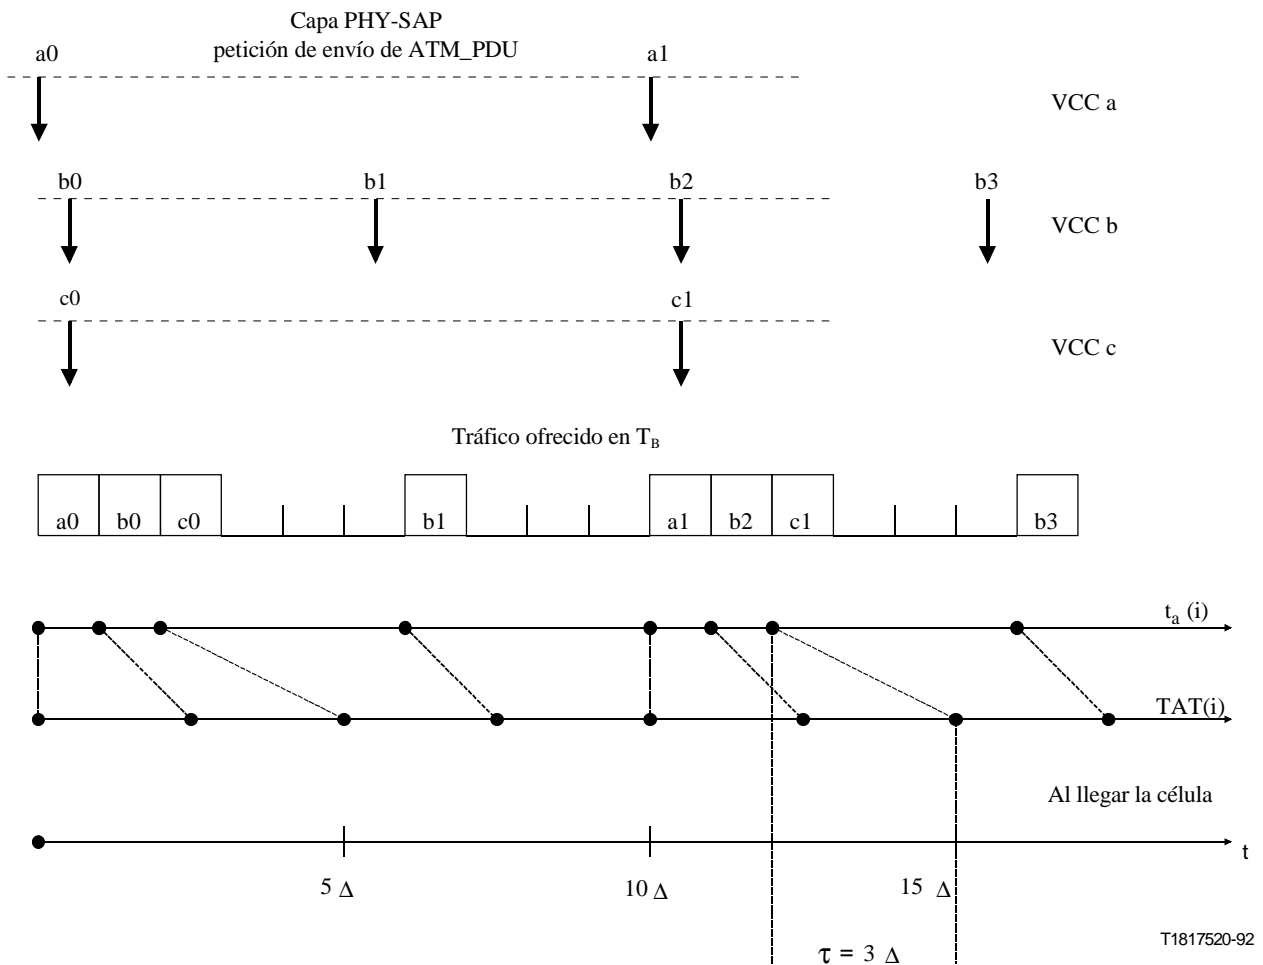 Capa PHY-SAP
petición de envío de ATM_PDU
a0 a1
VCC a
b0 b1 b2 b3
VCC b
c0 c1
VCC c
Tráfico ofrecido en T_B
a0 b0 c0 b1 a1 b2 c1 b3
t_a (i)
TAT(i)
Al llegar la célula
t
5 Δ 10 Δ 15 Δ
τ = 3 Δ
T1817520-92